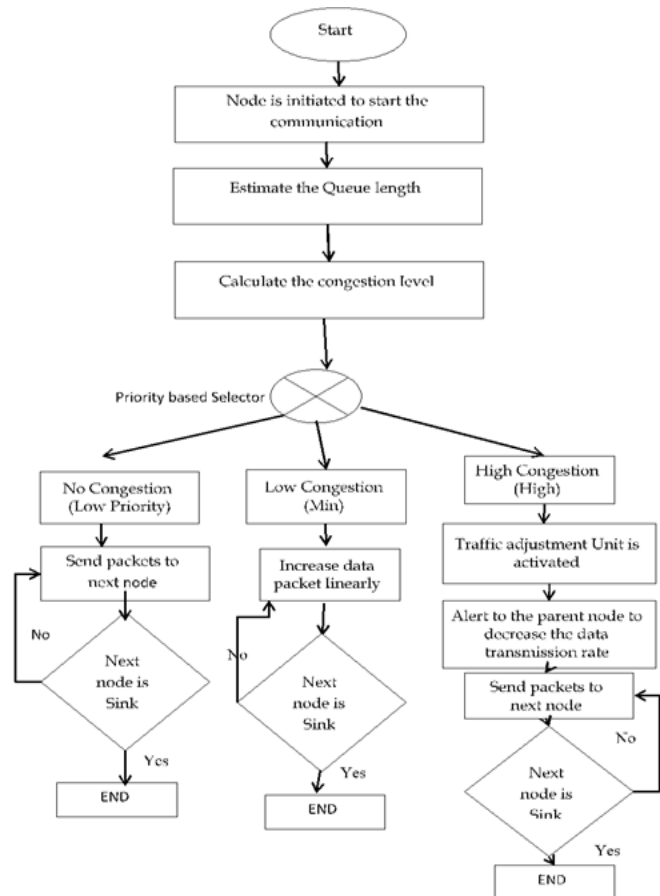 Start
Node is initiated to start the
communication
Estimate the Queue length
Calculate the congestion level
Priority based Selector
No Congestion
(Low Priority)
Send packets to
next node
No
Next
node is
Sink
Yes
END
Low Congestion
(Min)
Increase data
packet linearly
No
Next
node is
Sink
Yes
END
High Congestion
(High)
Traffic adjustment Unit is
activated
Alert to the parent node to
decrease the data
transmission rate
Send packets to
next node
No
Next
node is
Sink
Yes
END